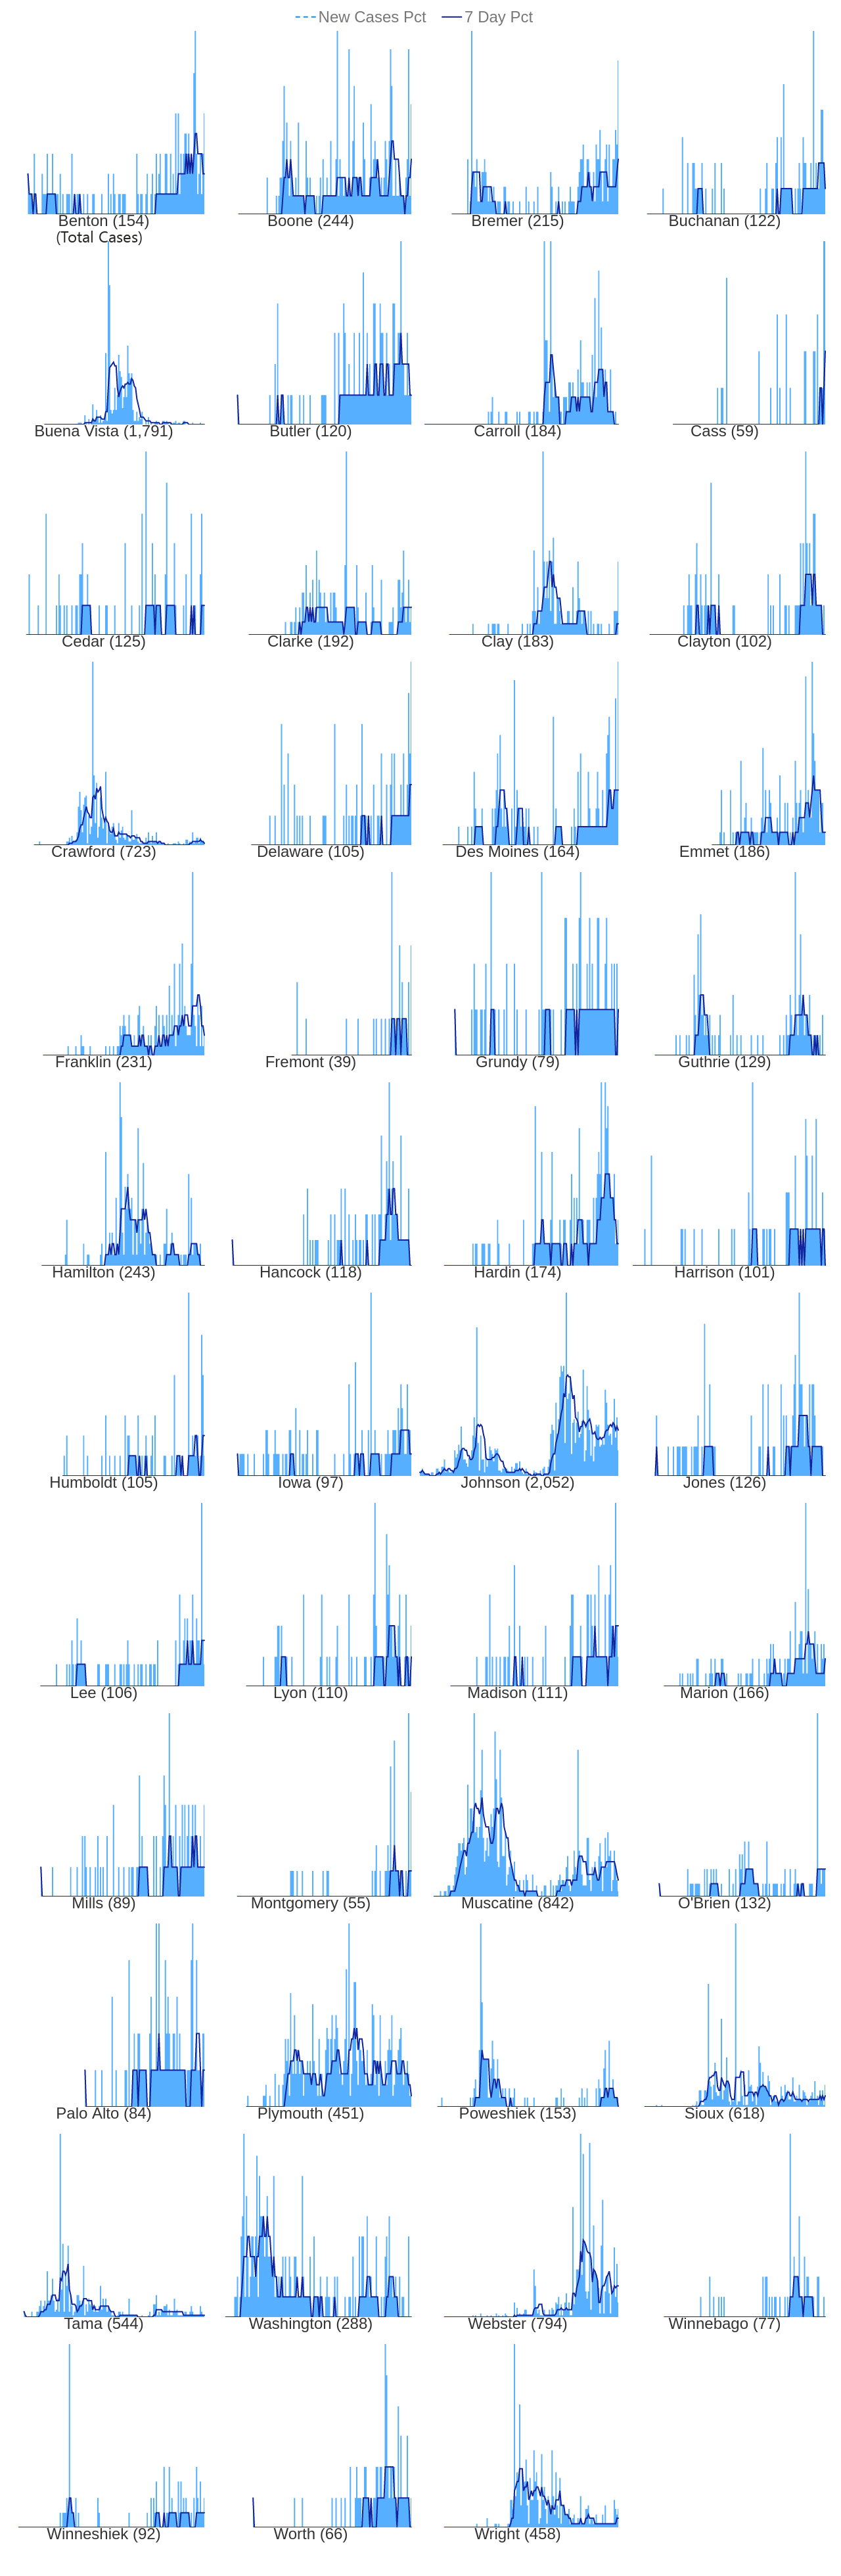 New Cases Pct 7 Day Pct
Benton (154) Boone (244) Bremer (215) Buchanan (122)
(Total Cases)
Buena Vista (1,791) Butler (120) Carroll (184) Cass (59)
Cedar (125) Clarke (192) Clay (183) Clayton (102)
Crawford (723) Delaware (105) Des Moines (164) Emmet (186)
Franklin (231) Fremont (39) Grundy (79) Guthrie (129)
Hamilton (243) Hancock (118) Hardin (174) Harrison (101)
Humboldt (105) Iowa (97) Johnson (2,052) Jones (126)
Lee (106) Lyon (110) Madison (111) Marion (166)
Mills (89) Montgomery (55) Muscatine (842) O'Brien (132)
Palo Alto (84) Plymouth (451) Poweshiek (153) Sioux (618)
Tama (544) Washington (288) Webster (794) Winnebago (77)
Winneshiek (92) Worth (66) Wright (458)